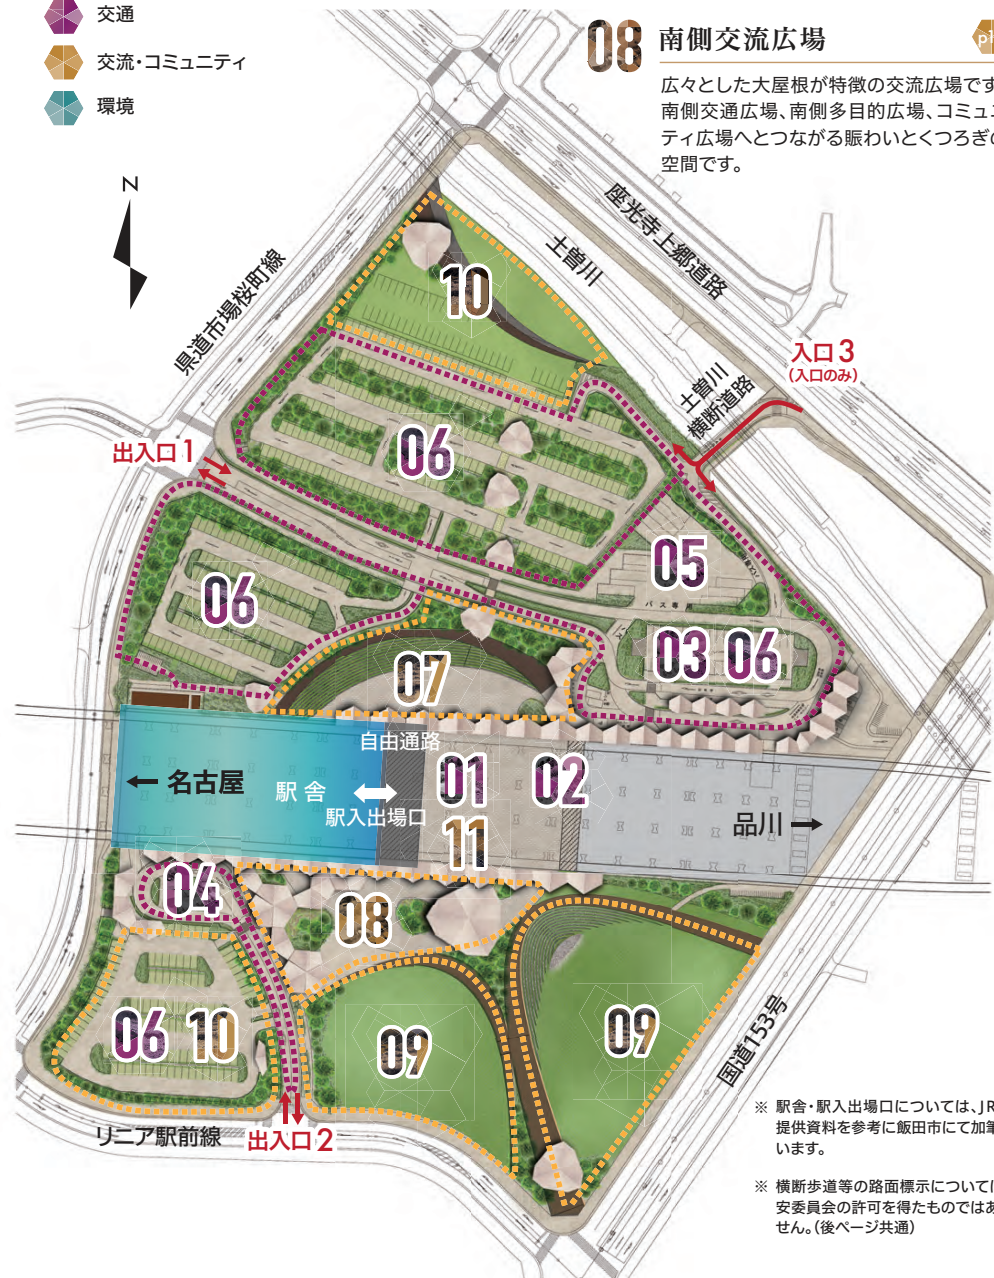 交通
交流・コミュニティ
環境
08 南側交流広場
広々とした大屋根が特徴の交流広場です
南側交通広場、南側多目的広場、コミュニ
ティ広場へとつながる賑わいとくつろぎの
空間です。
N
県道市場桜町線
座光寺上郷道路
土曽川
土曽川
横断道路
入口3
(入口のみ)
出入口1
10
06
05
06
03 06
バス専用
07
自由通路
01
02
← 名古屋
駅舎
駅入出場口
11
品川 →
04
08
06 10
09
09
国道153号
リニア駅前線
出入口2
※ 駅舎・駅入出場口については、JR
提供資料を参考に飯田市にて加筆
います。
※ 横断歩道等の路面標示については
安委員会の許可を得たものではあ
せん。(後ページ共通)